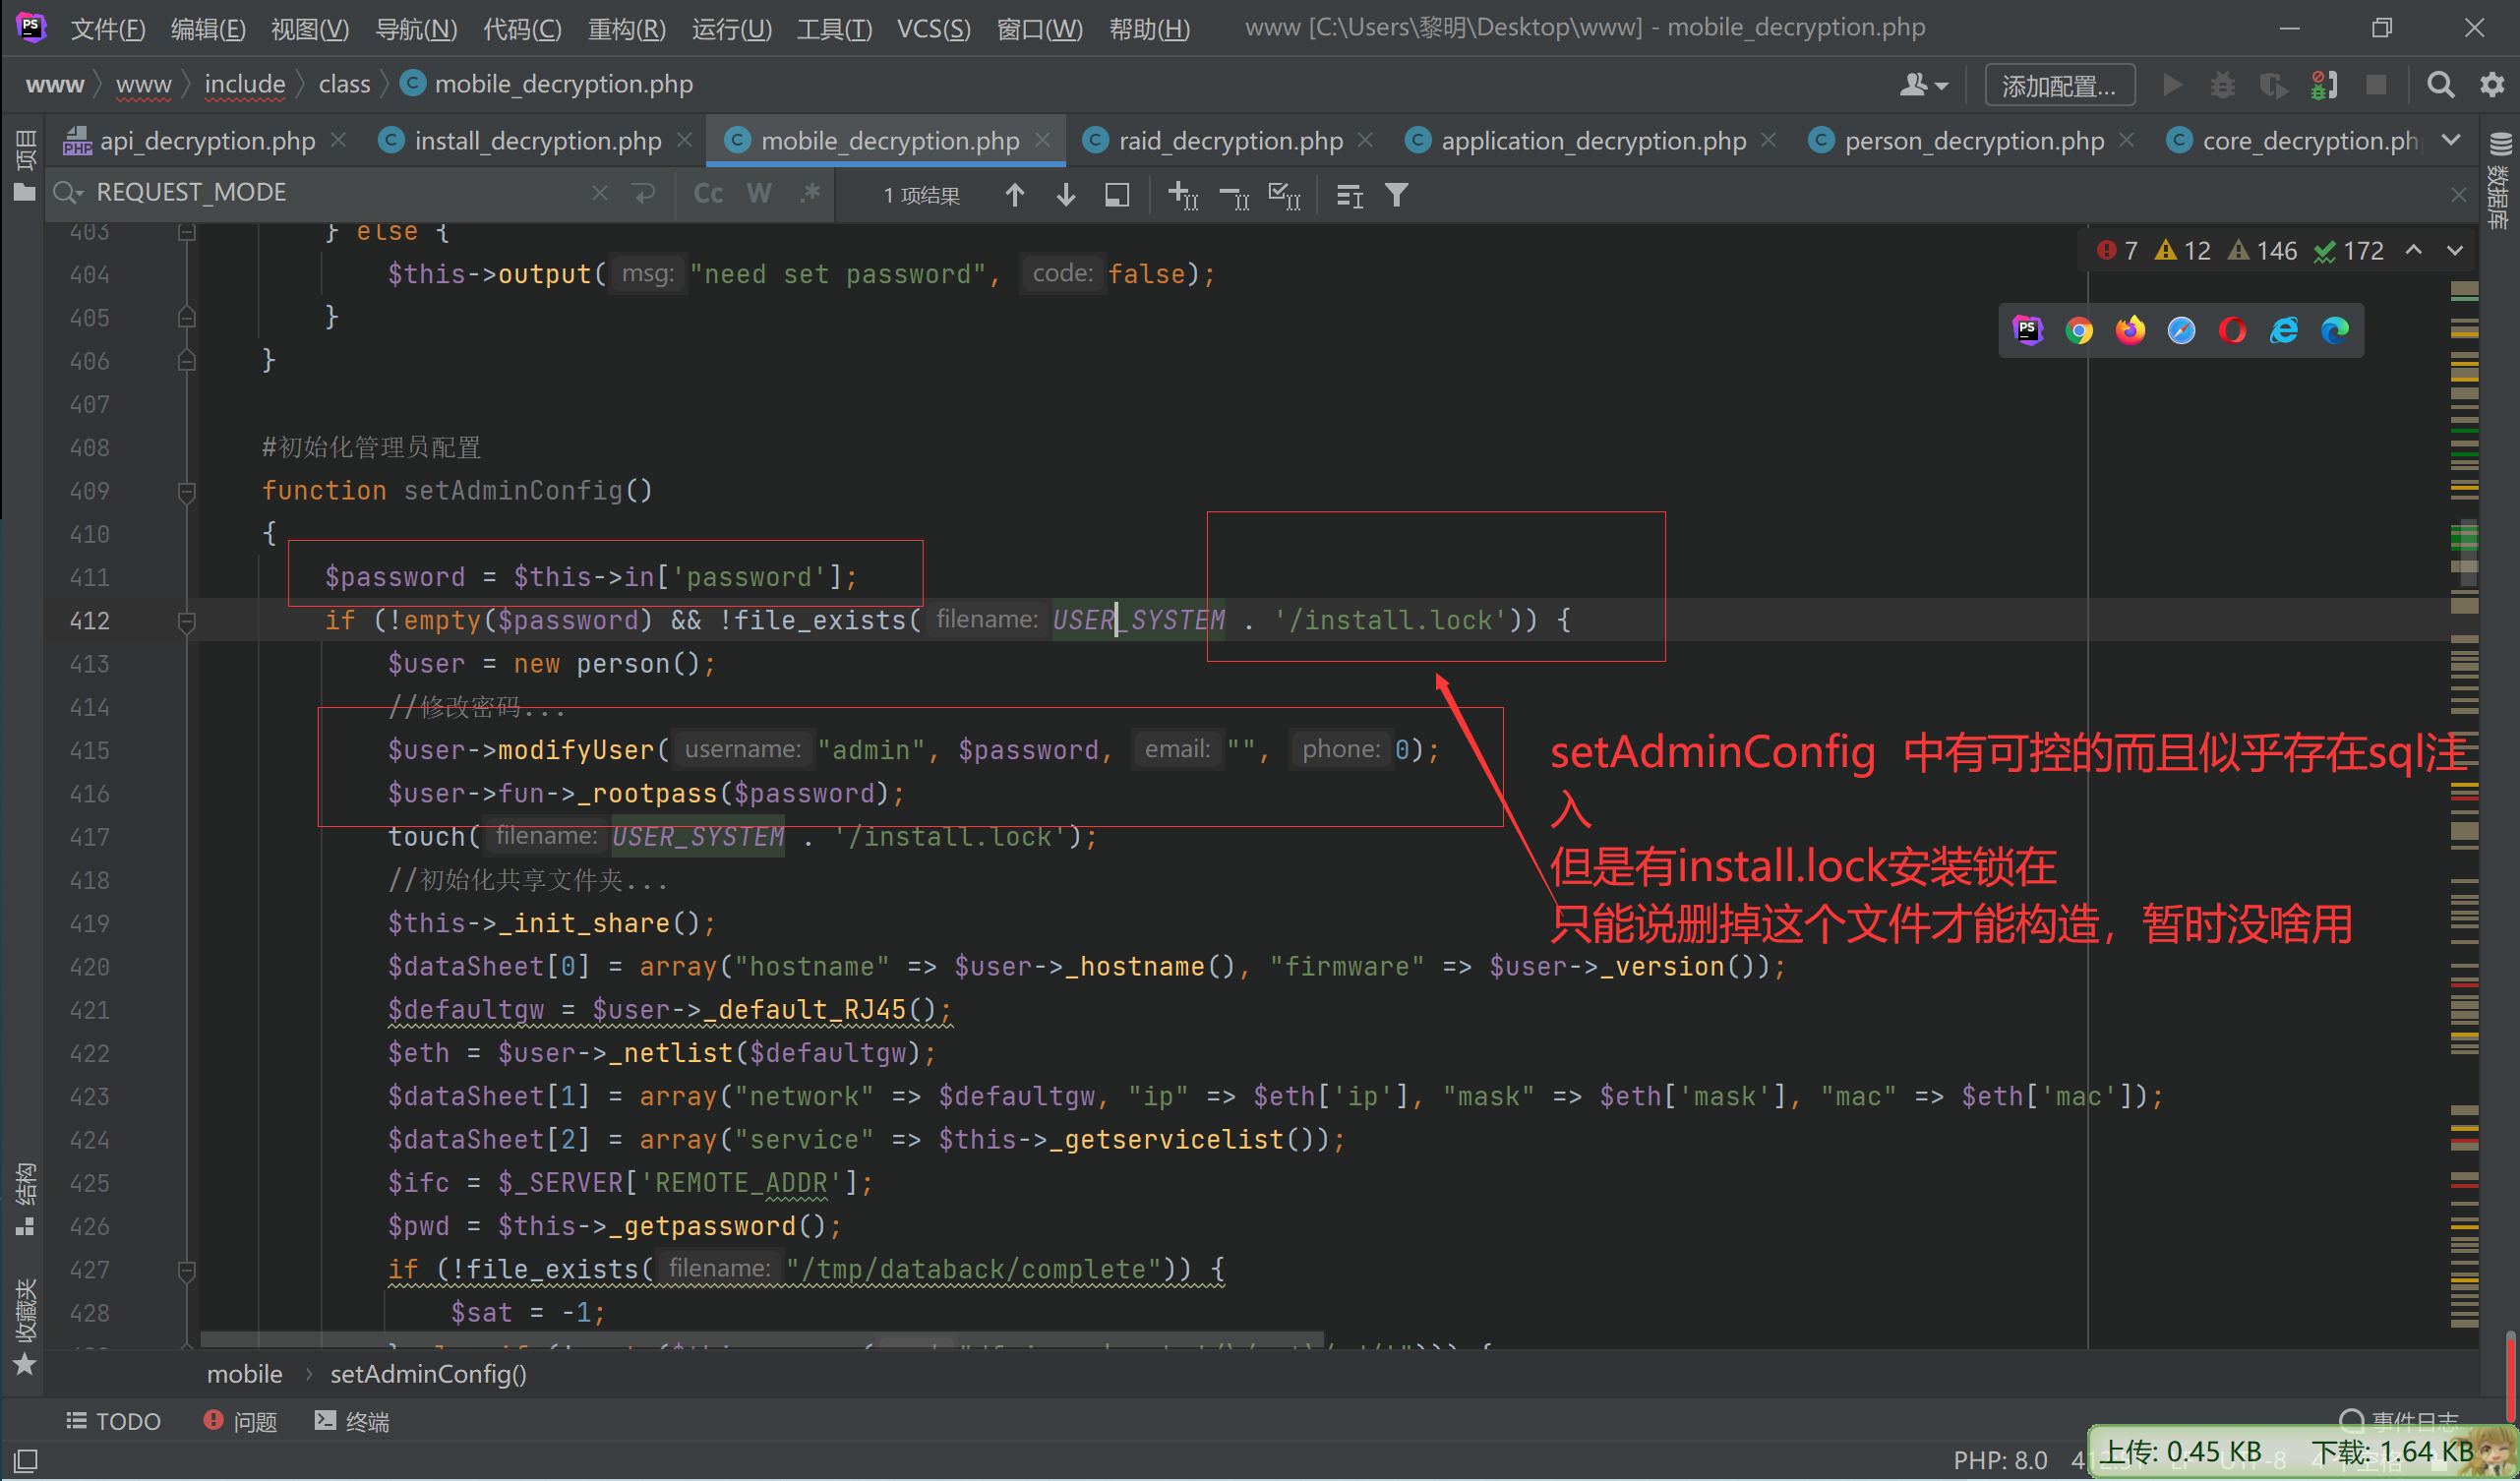 文件(F) 编辑(E) 视图(V) 导航(N) 代码(C) 重构(R) 运行(U) 工具(T) VCS(S) 窗口(W) 帮助(H) www [C:\Users\黎明\Desktop\www] - mobile_decryption.php
www www include class mobile_decryption.php 添加配置...
api_decryption.php install_decryption.php mobile_decryption.php raid_decryption.php application_decryption.php person_decryption.php core_decryption.ph
项目
数据库
REQUEST_MODE Cc W .* 1 项结果
7 12 146 172
403 } else {
404 $this->output( msg: "need set password", code: false);
405 }
406 }
407
408 #初始化管理员配置
409 function setAdminConfig()
410 {
411 $password = $this->in['password'];
412 if (!empty($password) && !file_exists( filename: USER_SYSTEM . '/install.lock')) {
413 $user = new person();
414 //修改密码...
415 $user->modifyUser( username: "admin", $password, email: "", phone: 0);
416 $user->fun->_rootpass($password);
417 touch( filename: USER_SYSTEM . '/install.lock');
418 //初始化共享文件夹...
419 $this->_init_share();
420 $dataSheet[0] = array("hostname" => $user->_hostname(), "firmware" => $user->_version());
421 $defaultgw = $user->_default_RJ45();
422 $eth = $user->_netlist($defaultgw);
423 $dataSheet[1] = array("network" => $defaultgw, "ip" => $eth['ip'], "mask" => $eth['mask'], "mac" => $eth['mac']);
424 $dataSheet[2] = array("service" => $this->_getservicelist());
425 $ifc = $_SERVER['REMOTE_ADDR'];
426 $pwd = $this->_getpassword();
427 if (!file_exists( filename: "/tmp/databack/complete")) {
428 $sat = -1;
setAdminConfig 中有可控的而且似乎存在sql注
入
但是有install.lock安装锁在
只能说删掉这个文件才能构造，暂时没啥用
结构
收藏夹
mobile setAdminConfig()
TODO 问题 终端 事件日志
PHP: 8.0
上传: 0.45 KB 下载: 1.64 KB